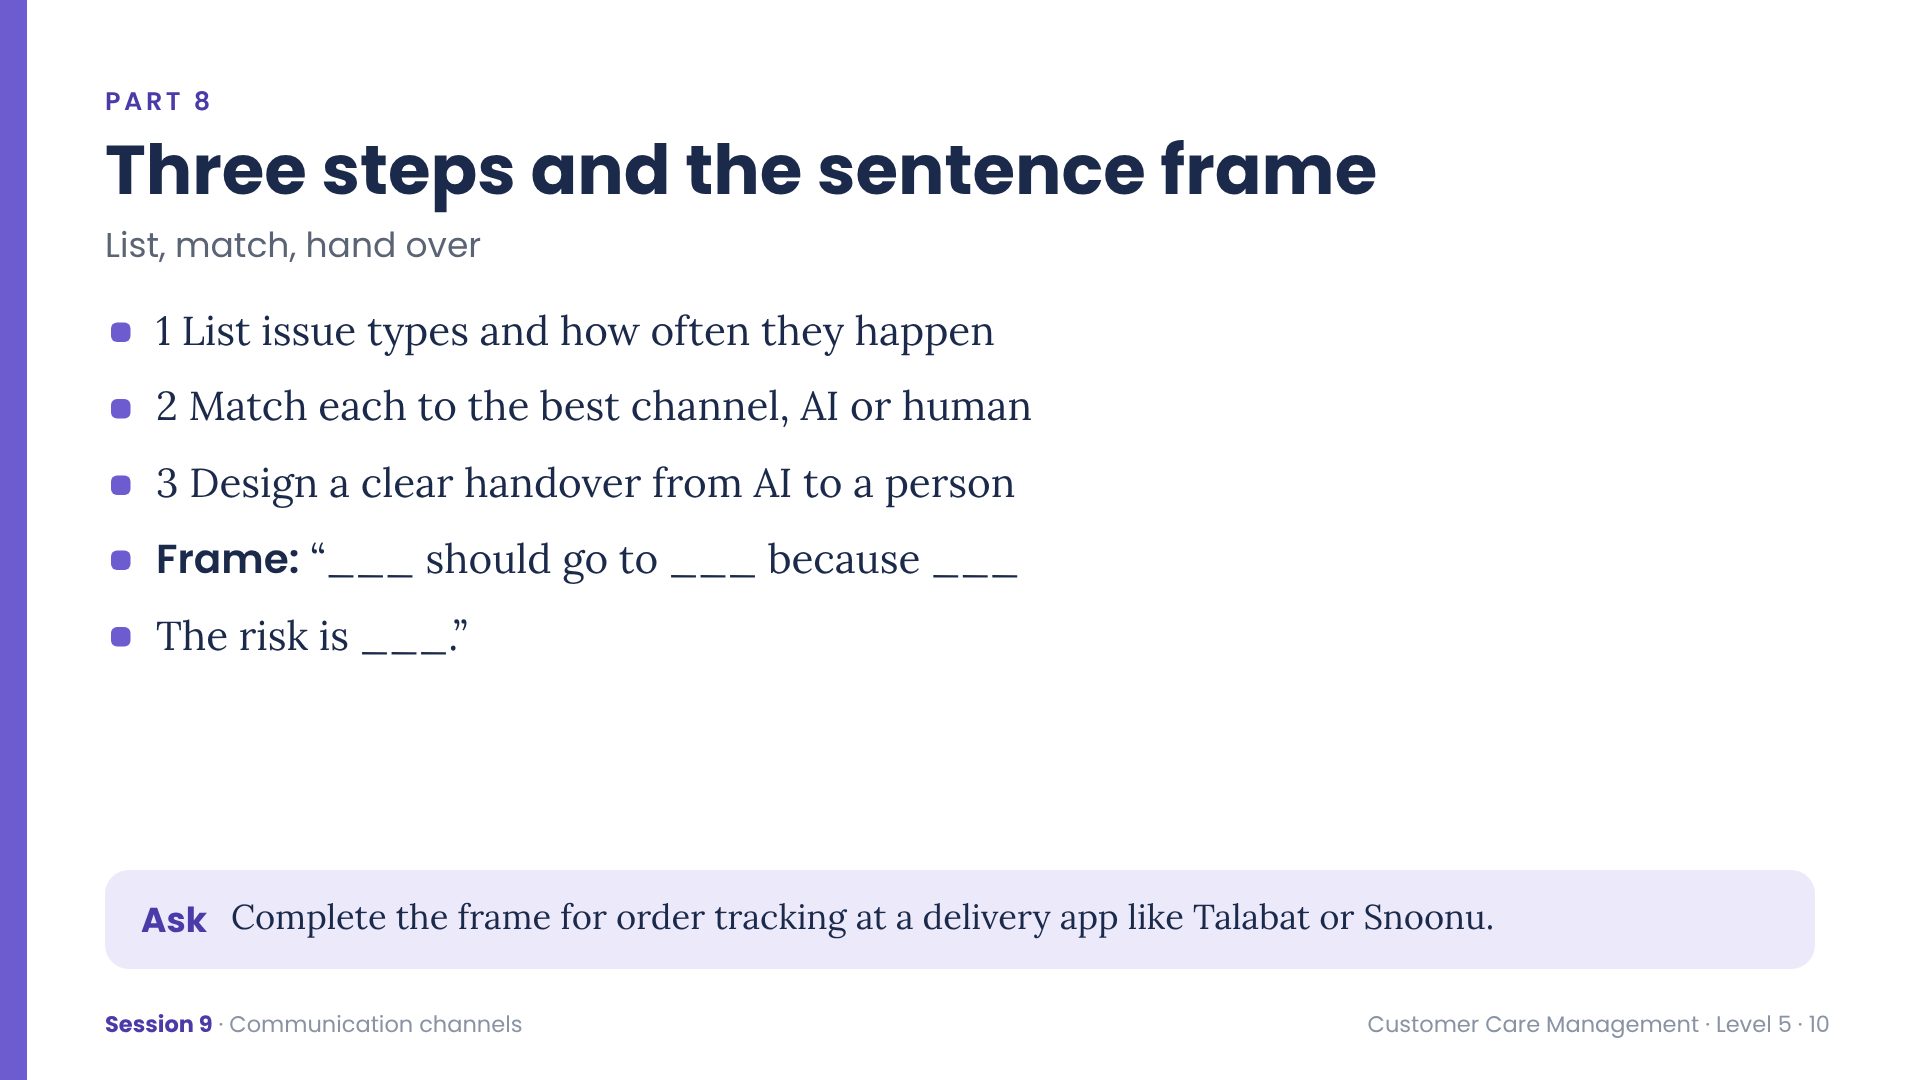 PART 8
Three steps and the sentence frame
List, match, hand over
1 List issue types and how often they happen
2 Match each to the best channel, AI or human
3 Design a clear handover from AI to a person
Frame: “___ should go to ___ because ___
The risk is ___.”
Ask Complete the frame for order tracking at a delivery app like Talabat or Snoonu.
Session 9 · Communication channels
Customer Care Management · Level 5 · 10